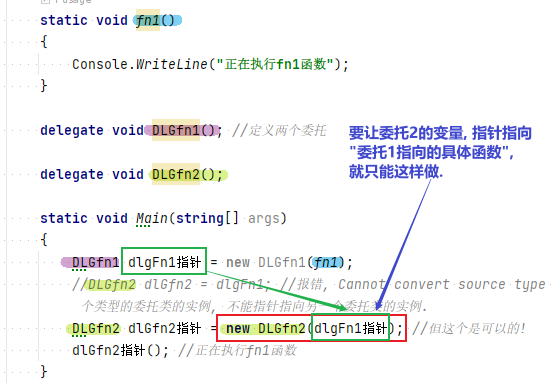 static void fn1()
{
Console.WriteLine("正在执行fn1函数");
}
delegate void DLGfn1(); //定义两个委托
要让委托2的变量, 指针指向
"委托1指向的具体函数",
就只能这样做.
delegate void DLGfn2();
static void Main(string[] args)
{
DLGfn1 dlgFn1指针 = new DLGfn1(fn1);
//DLGfn2 dlGfn2 = dlgFn1; //报错, Cannot convert source type
个类型的委托类的实例, 不能指针指向另一个委托类的实例.
DLGfn2 dlGfn2指针 = new DLGfn2(dlgFn1指针); //但这个是可以的!
dlGfn2指针(); //正在执行fn1函数
}